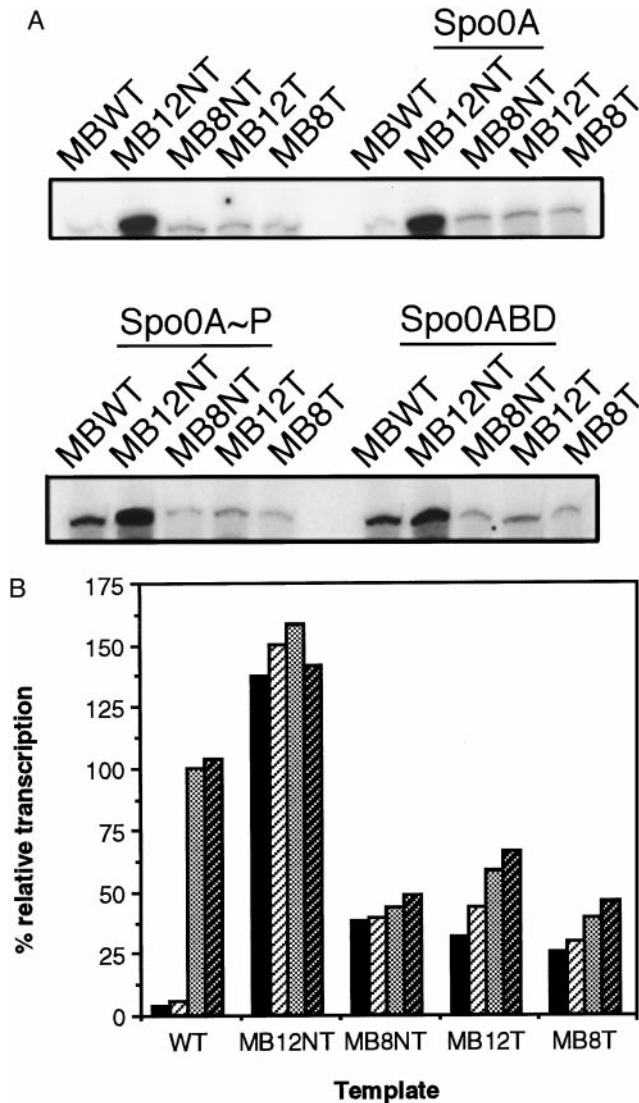 A
Spo0A
MBWT MB12NT MB8NT MB12T MB8T MBWT MB12NT MB8NT MB12T MB8T
Spo0A~P Spo0ABD
MBWT MB12NT MB8NT MB12T MB8T MBWT MB12NT MB8NT MB12T MB8T
B
175
150
125
100
75
50
25
0
% relative transcription
WT MB12NT MB8NT MB12T MB8T
Template